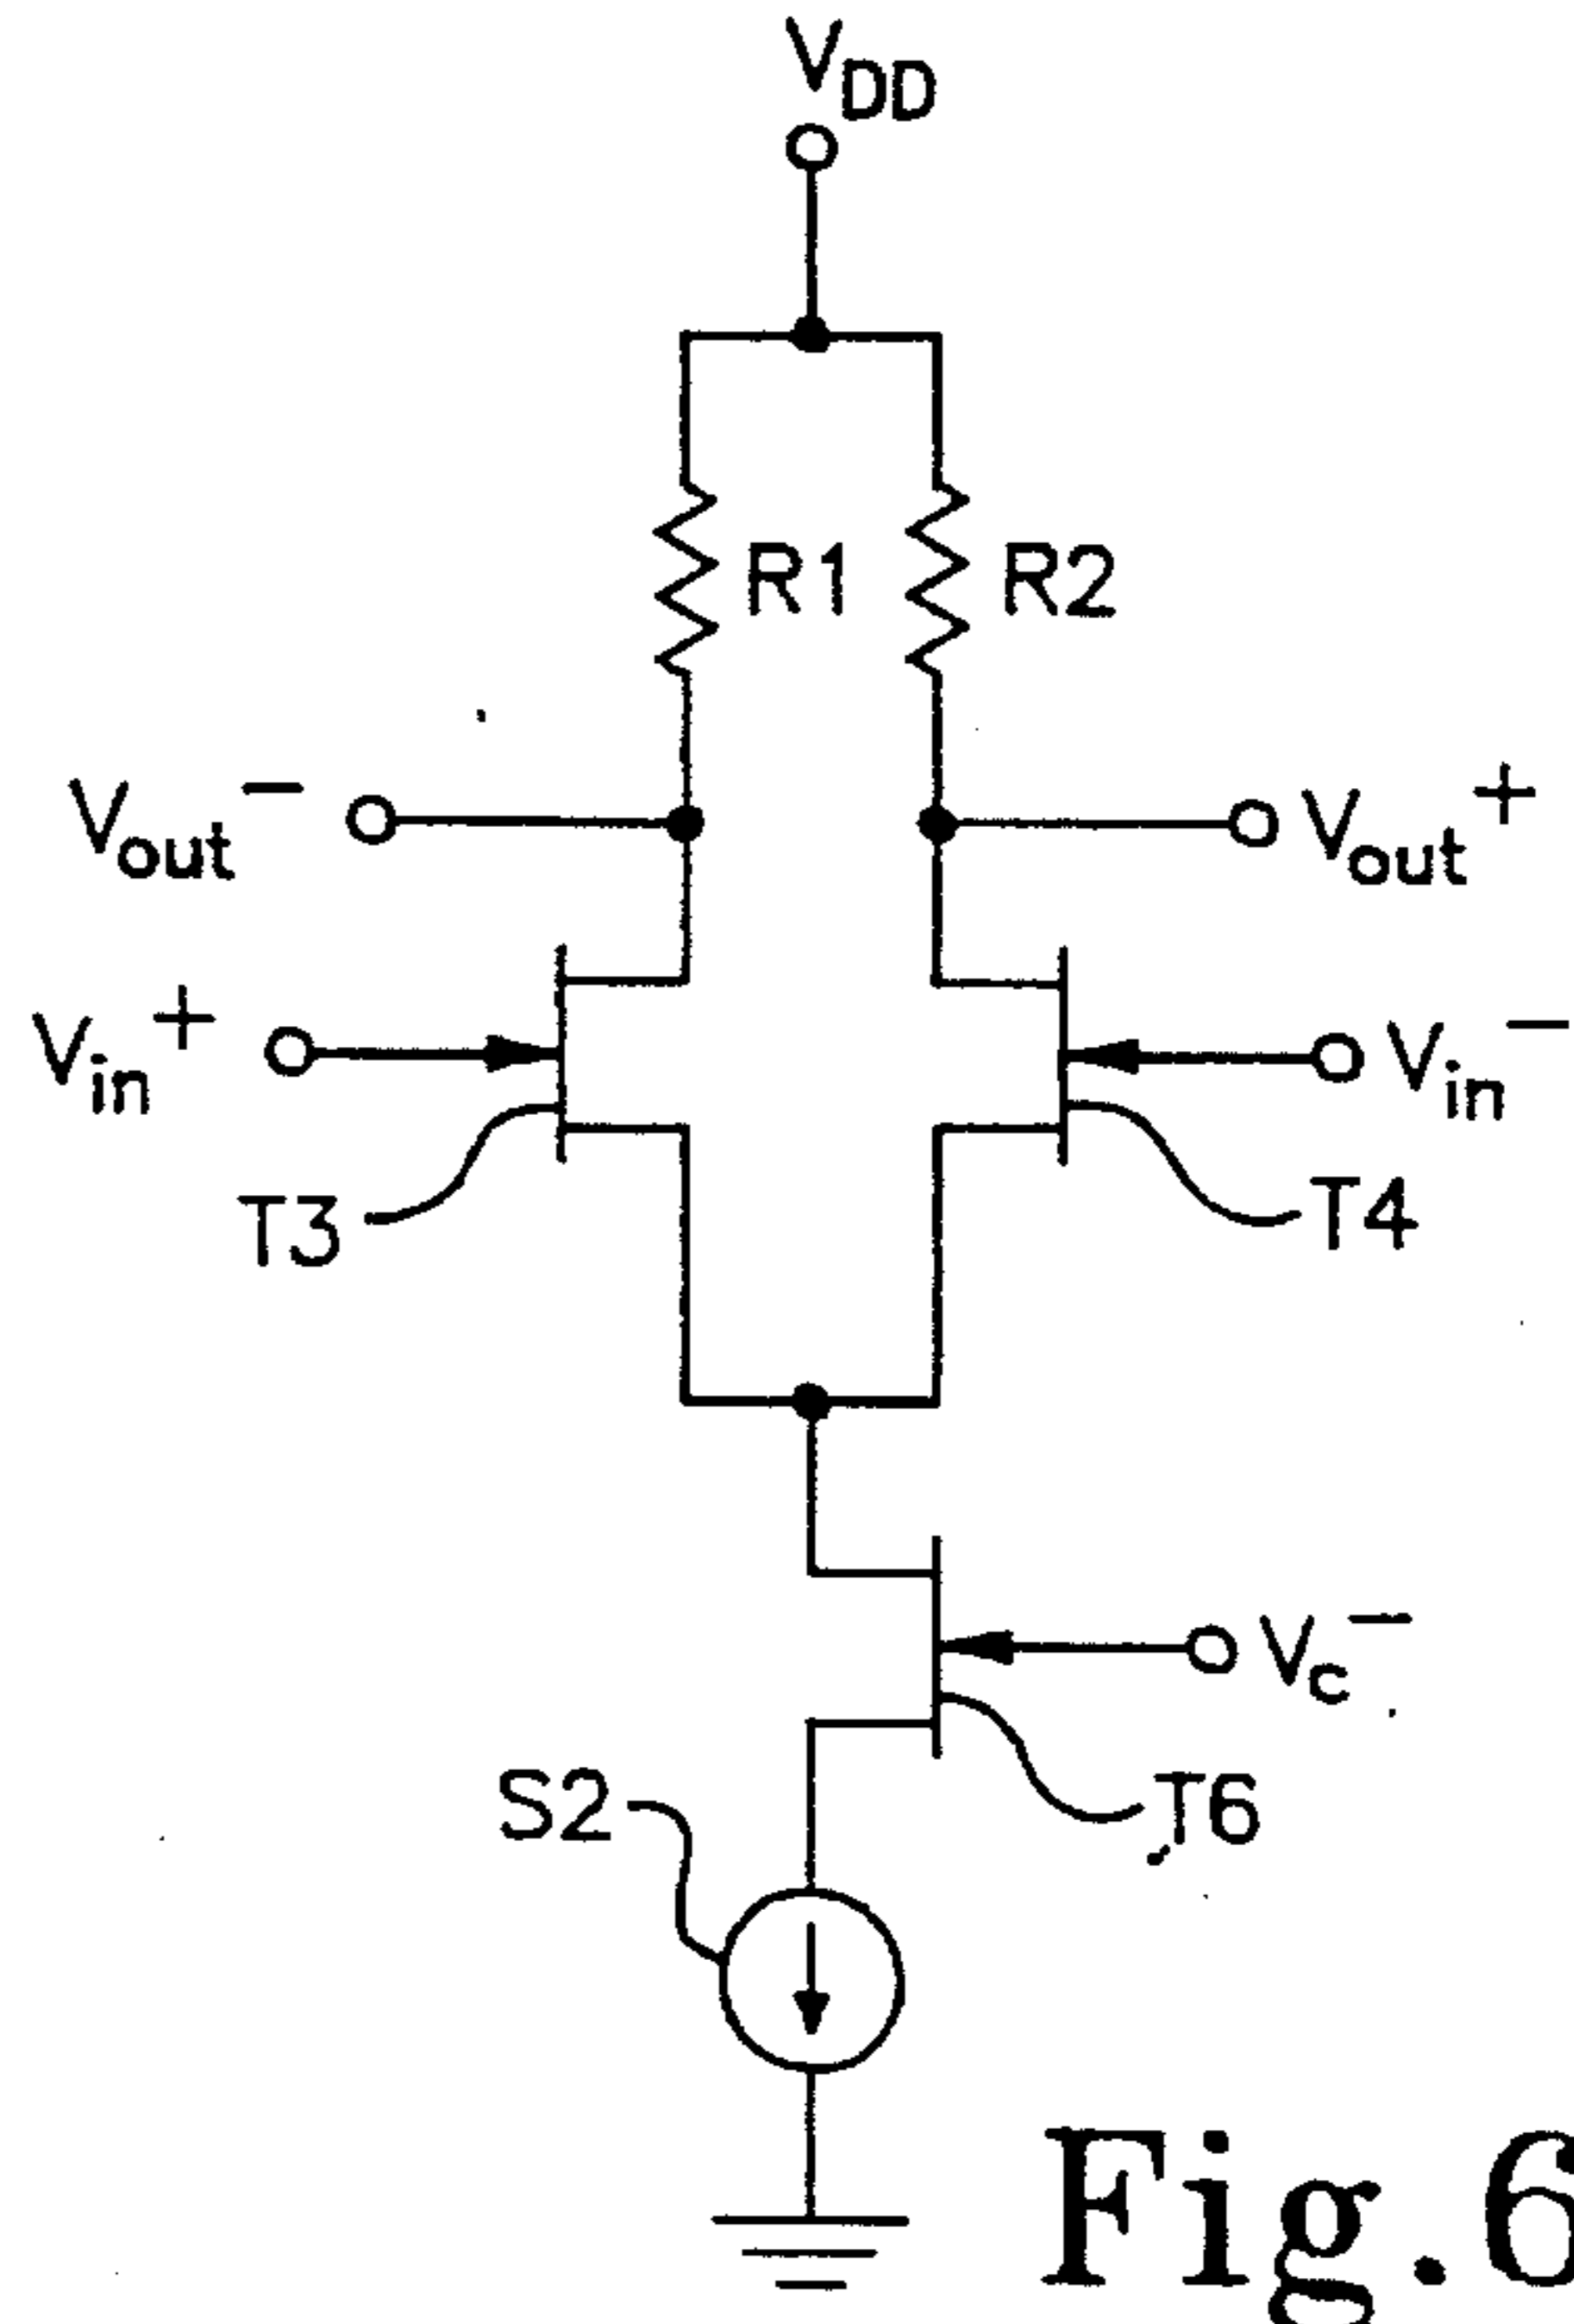 VDD
R1 R2
Vout− Vout+
Vin+ Vin−
T3 T4
Vc−
S2 T6
Fig.6